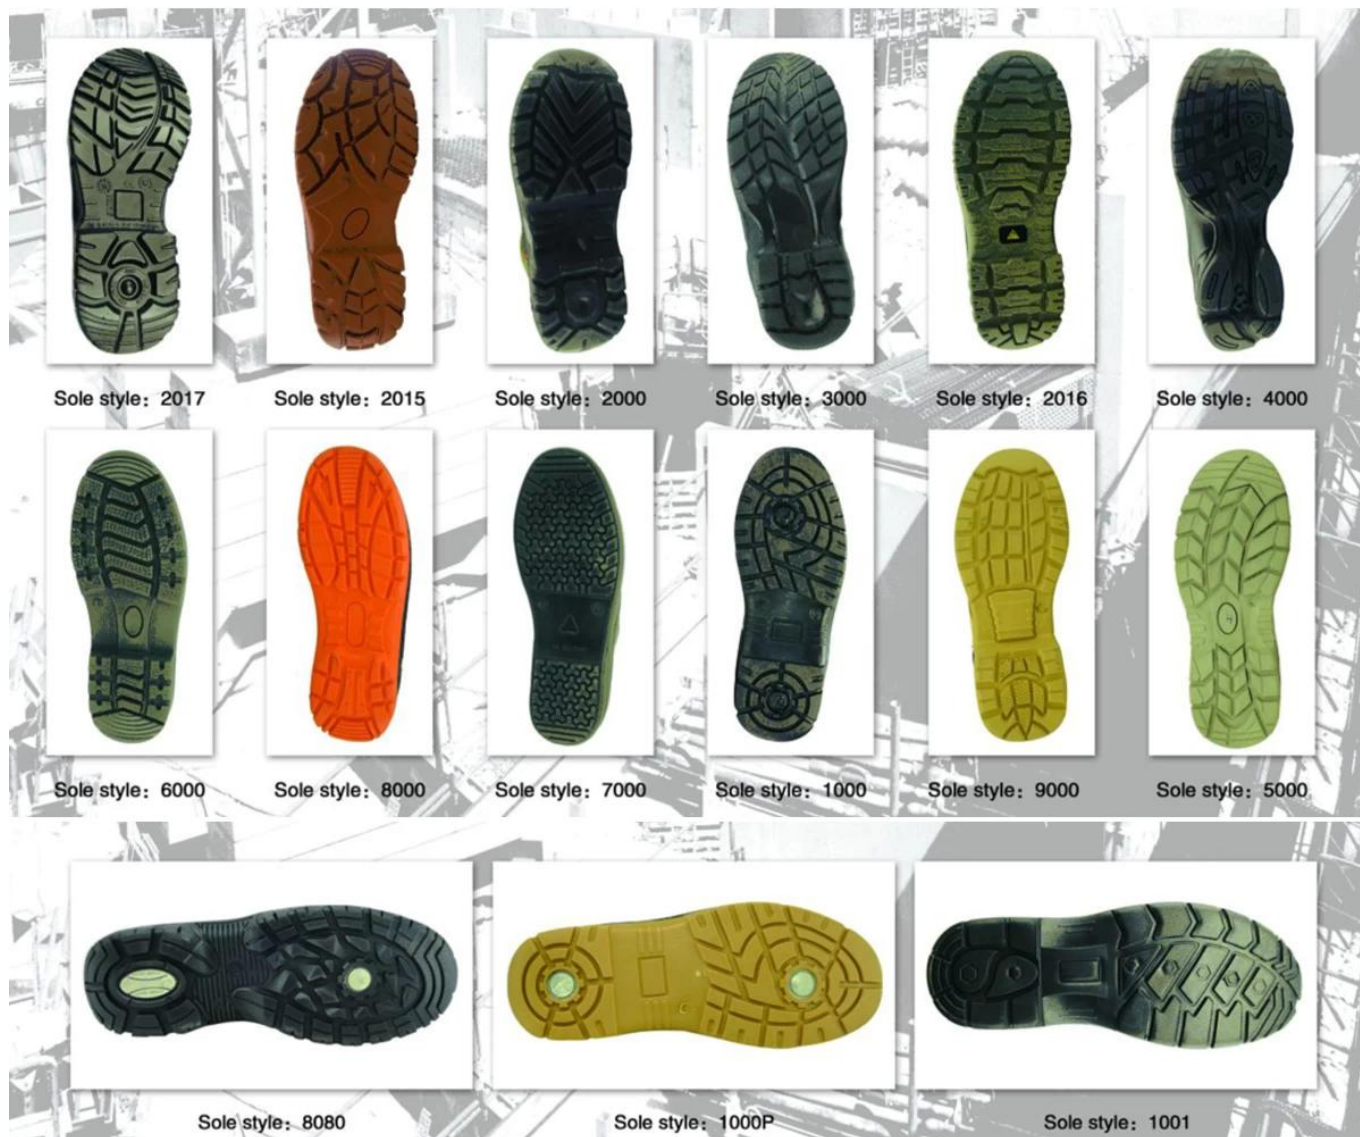 Sole style：2017
Sole style：2015
Sole style：2000
Sole style：3000
Sole style：2016
Sole style：4000
Sole style：6000
Sole style：8000
Sole style：7000
Sole style：1000
Sole style：9000
Sole style：5000
Sole style：8080
Sole style：1000P
Sole style：1001